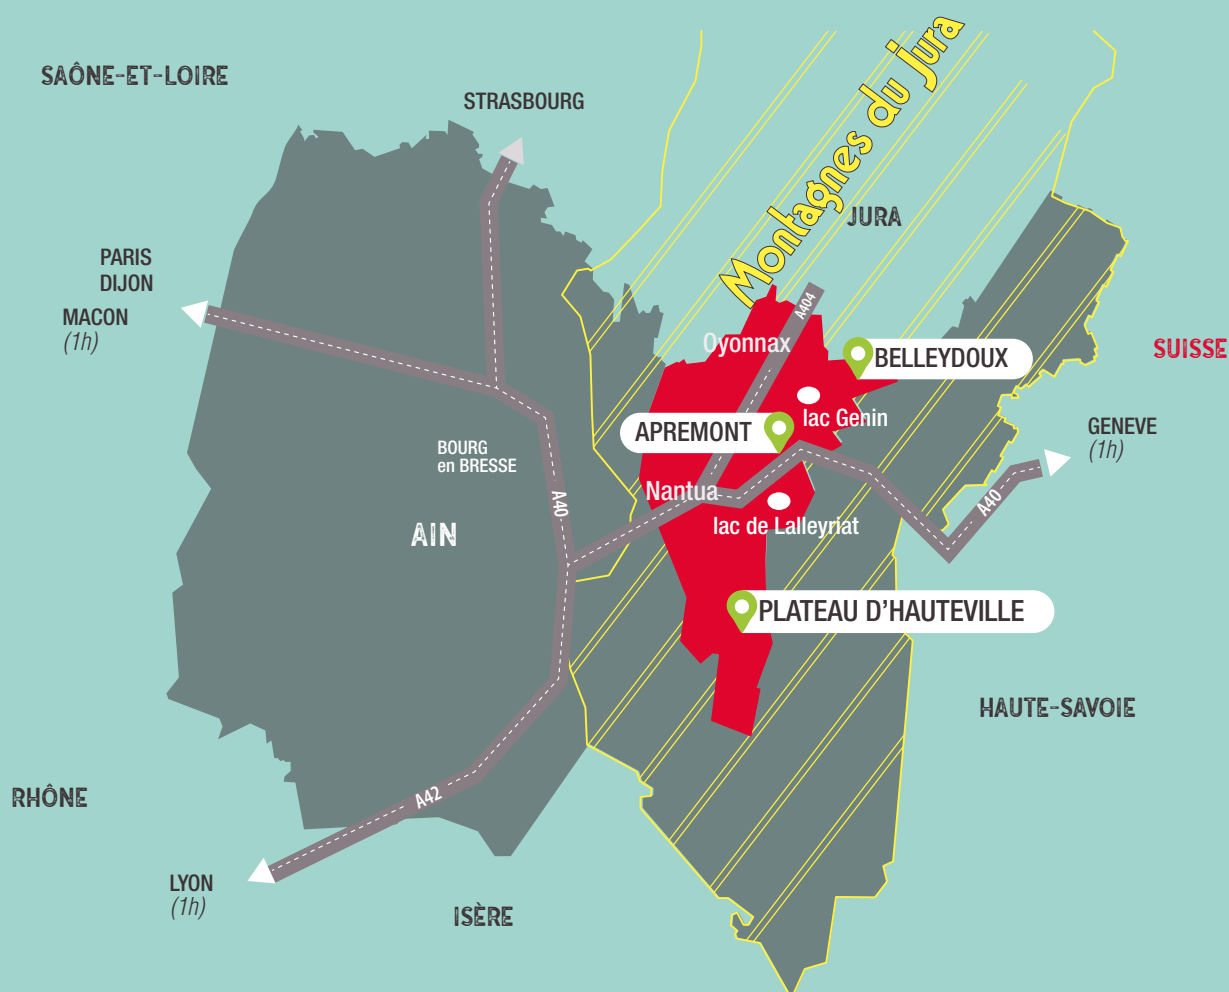 Montagnes du Jura
SAÔNE-ET-LOIRE
STRASBOURG
JURA
PARIS
DIJON
MACON
(1h)
A404
Oyonnax
BELLEYDOUX
SUISSE
lac Genin
APREMONT
GENEVE
(1h)
BOURG
en BRESSE
Nantua
A40
A40
lac de Lalleyriat
AIN
PLATEAU D'HAUTEVILLE
HAUTE-SAVOIE
RHÔNE
A42
LYON
(1h)
ISÈRE